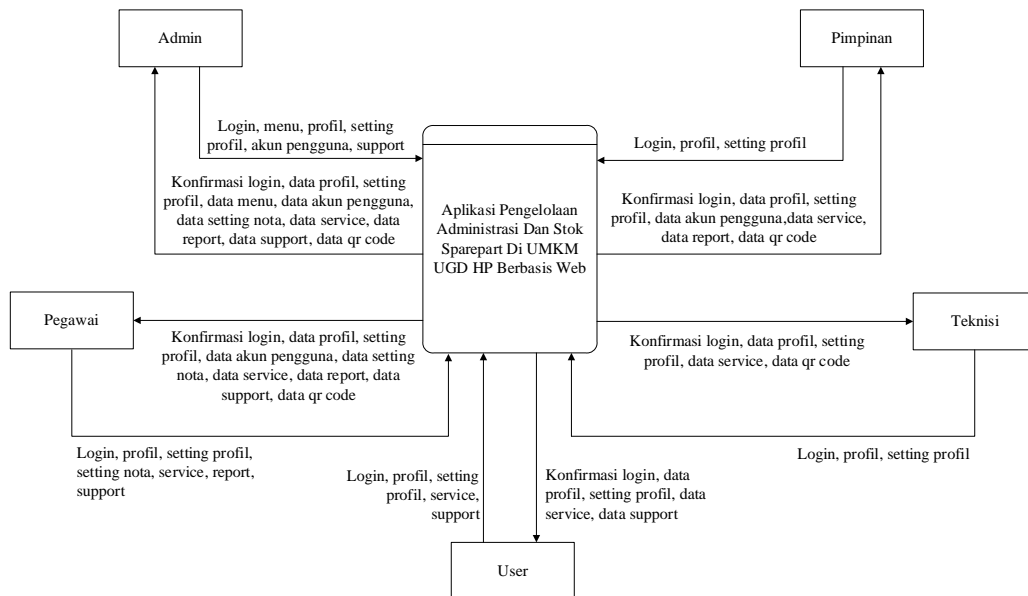 Admin
Pimpinan
Login, menu, profil, setting
profil, akun pengguna, support
Login, profil, setting profil
Konfirmasi login, data profil, setting
profil, data menu, data akun pengguna,
data setting nota, data service, data
report, data support, data qr code
Aplikasi Pengelolaan
Administrasi Dan Stok
Sparepart Di UMKM
UGD HP Berbasis Web
Konfirmasi login, data profil, setting
profil, data akun pengguna,data service,
data report, data qr code
Pegawai
Teknisi
Konfirmasi login, data profil, setting
profil, data akun pengguna, data setting
nota, data service, data report, data
support, data qr code
Konfirmasi login, data profil, setting
profil, data service, data qr code
Login, profil, setting profil,
setting nota, service, report,
support
Login, profil, setting
profil, service,
support
Konfirmasi login, data
profil, setting profil, data
service, data support
Login, profil, setting profil
User